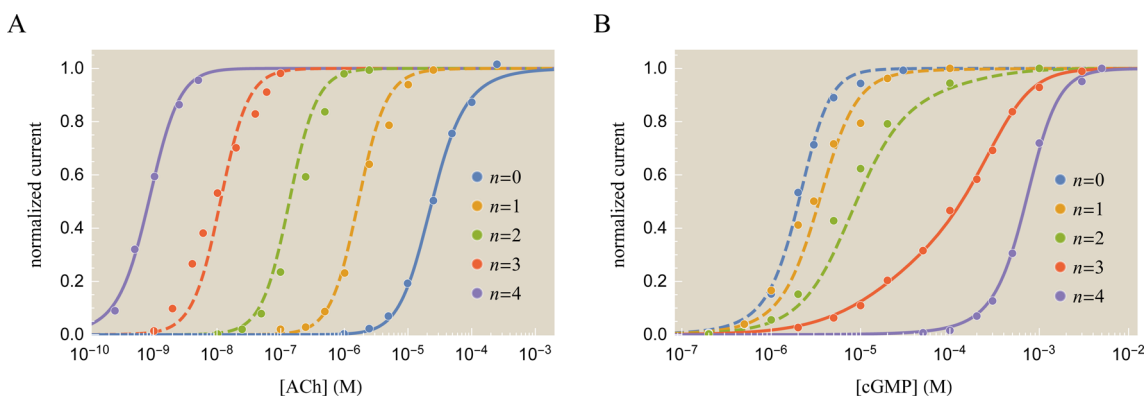 A
normalized current
1.0
0.8
0.6
0.4
0.2
0.0
n=0
n=1
n=2
n=3
n=4
10⁻¹⁰ 10⁻⁹ 10⁻⁸ 10⁻⁷ 10⁻⁶ 10⁻⁵ 10⁻⁴ 10⁻³
[ACh] (M)
B
normalized current
1.0
0.8
0.6
0.4
0.2
0.0
n=0
n=1
n=2
n=3
n=4
10⁻⁷ 10⁻⁶ 10⁻⁵ 10⁻⁴ 10⁻³ 10⁻²
[cGMP] (M)